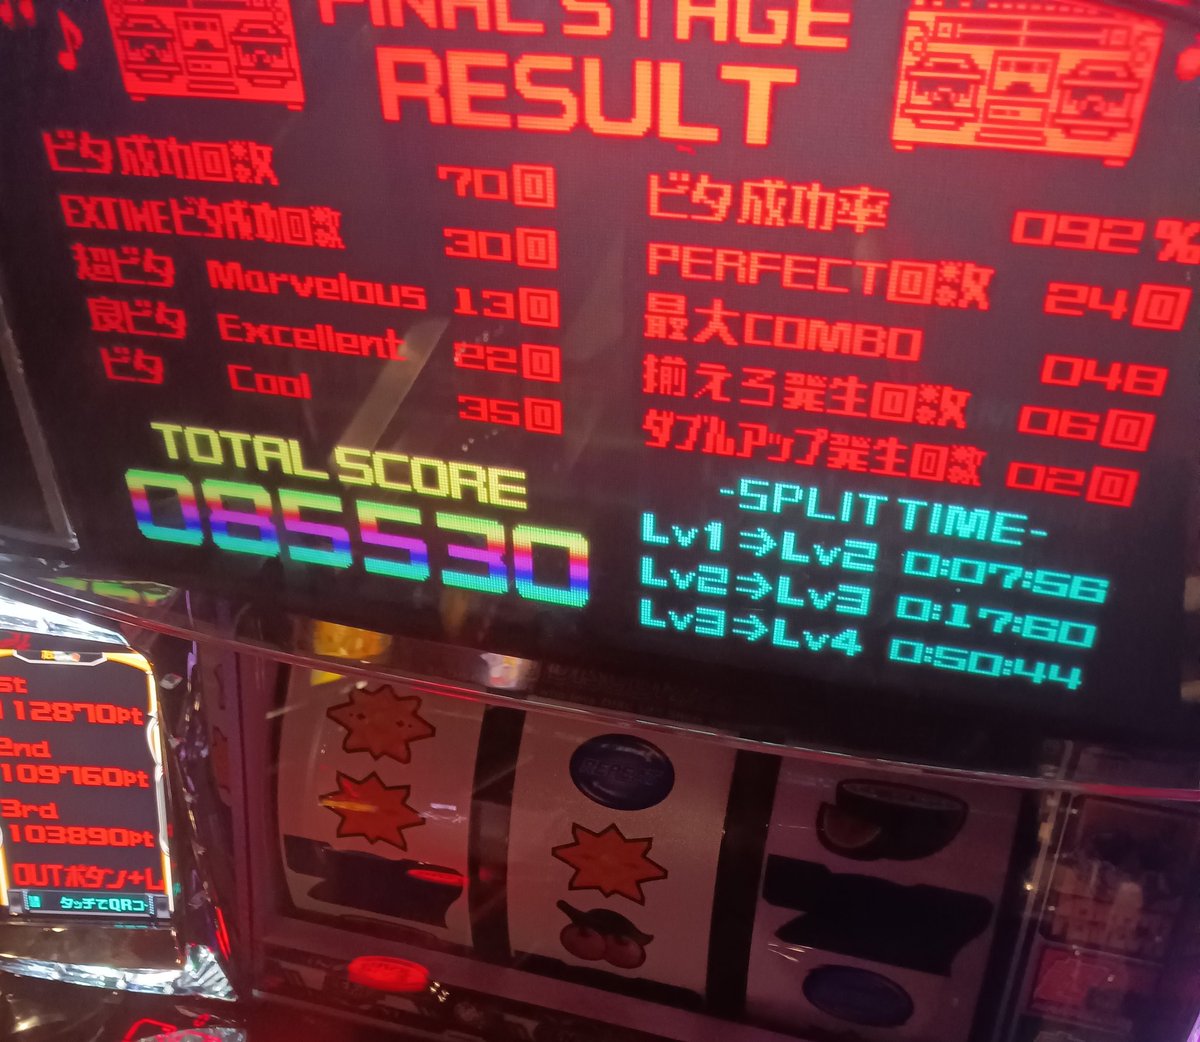 FINAL STAGE
RESULT
ビタ成功回数 70回
EXTIMEビタ成功回数 30回
超ビタ Marvelous 13回
良ビタ Excellent 22回
ビタ Cool 35回
TOTAL SCORE
085530
ビタ成功率 092%
PERFECT回数 24回
最大COMBO 048
揃えろ発生回数 06回
ダブルアップ発生回数 02回
-SPLIT TIME-
Lv1⇒Lv2 0:07:56
Lv2⇒Lv3 0:17:60
Lv3⇒Lv4 0:50:44
st
112870pt
2nd
109760pt
3rd
103890pt
OUTボタン+L
タッチでQRコ